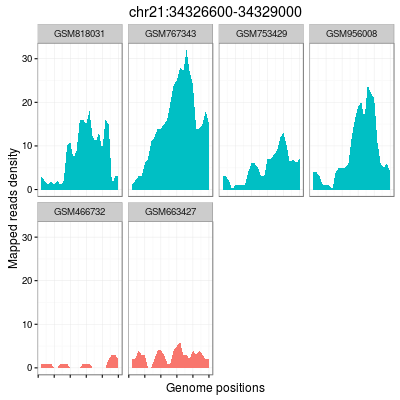 chr21:34326600-34329000
GSM818031 GSM767343 GSM753429 GSM956008
30
20
10
0
GSM466732 GSM663427
30
20
10
0
Mapped reads density
Genome positions